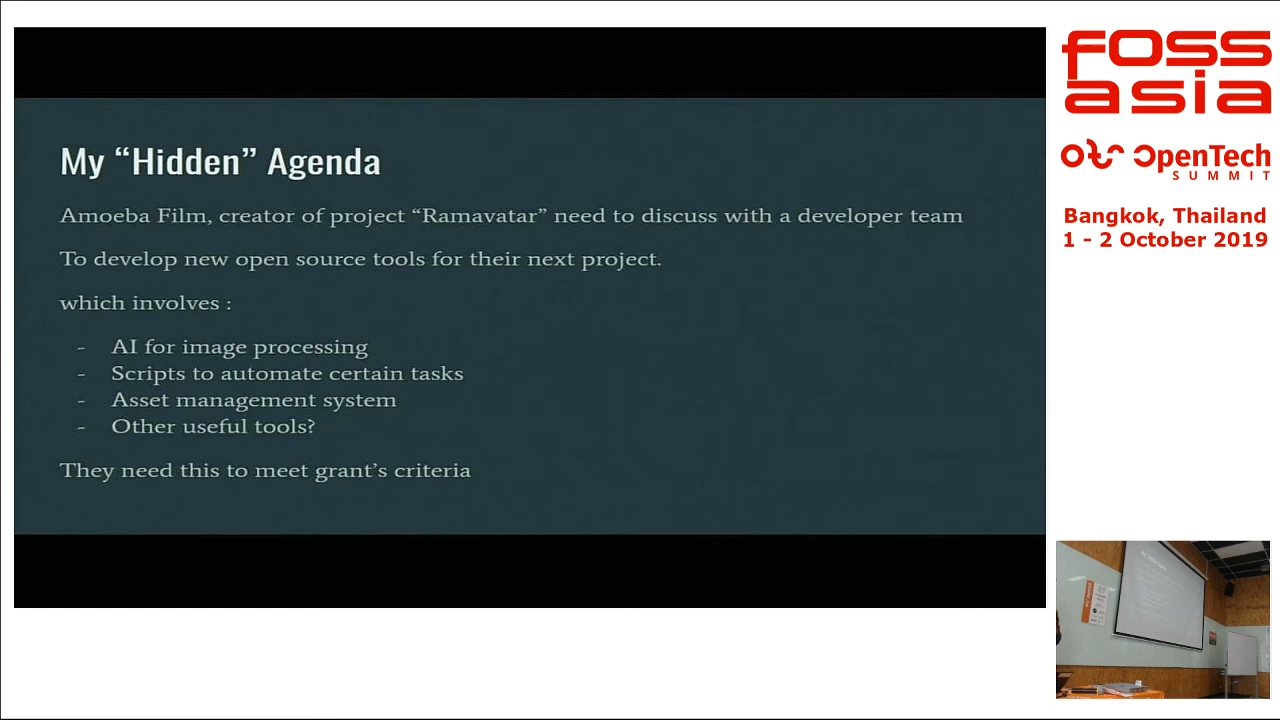 My “Hidden” Agenda
Amoeba Film, creator of project “Ramavatar” need to discuss with a developer team
To develop new open source tools for their next project.
which involves :
- AI for image processing
- Scripts to automate certain tasks
- Asset management system
- Other useful tools?
They need this to meet grant’s criteria
foss
asia
OpenTech
SUMMIT
Bangkok, Thailand
1 - 2 October 2019